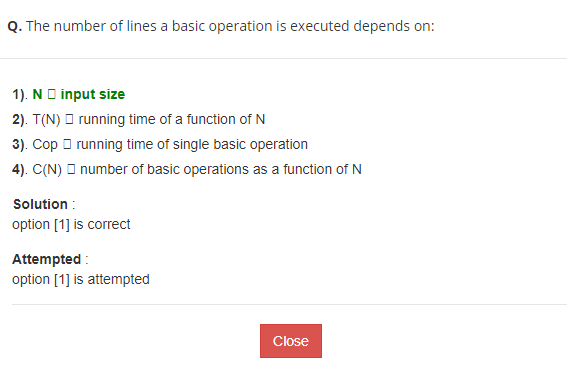 Q. The number of lines a basic operation is executed depends on:
1). N □ input size
2). T(N) □ running time of a function of N
3). Cop □ running time of single basic operation
4). C(N) □ number of basic operations as a function of N
Solution :
option [1] is correct
Attempted :
option [1] is attempted
Close